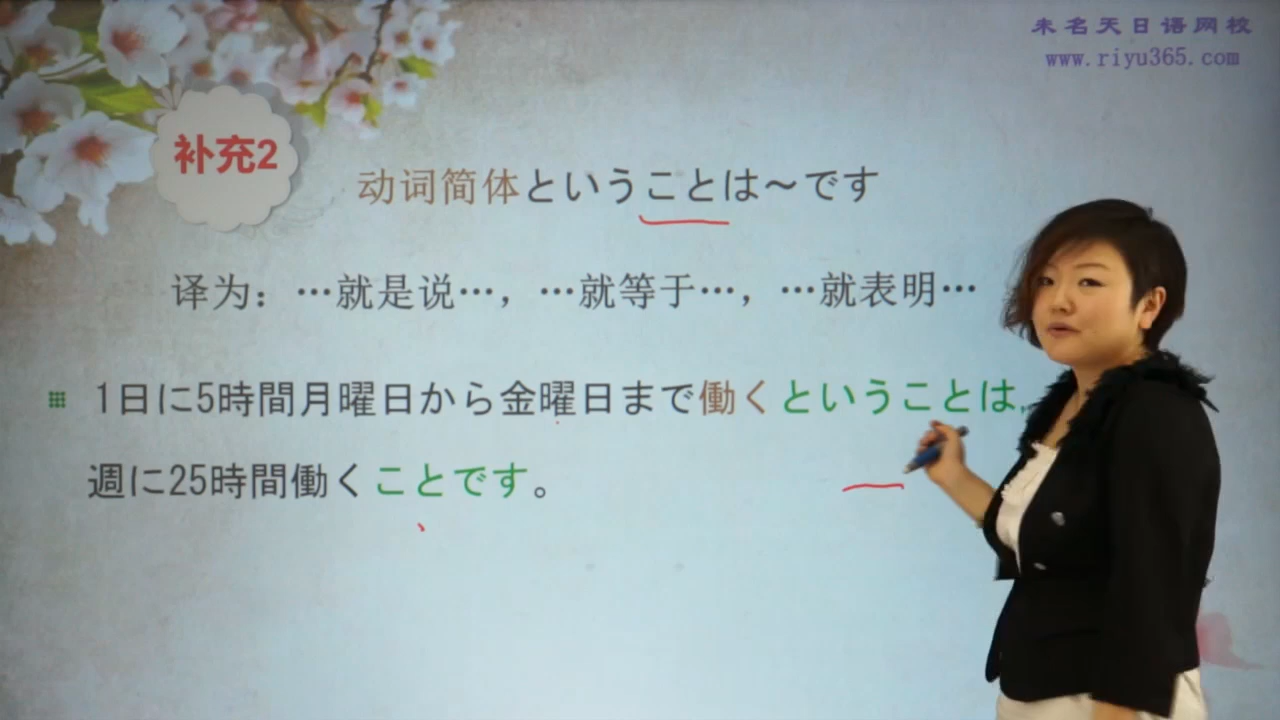 未名天日语网校
www.riyu365.com
补充2
动词简体ということは～です
译为：…就是说…，…就等于…，…就表明…
1日に5時間月曜日から金曜日まで働くということは，
週に25時間働くことです。